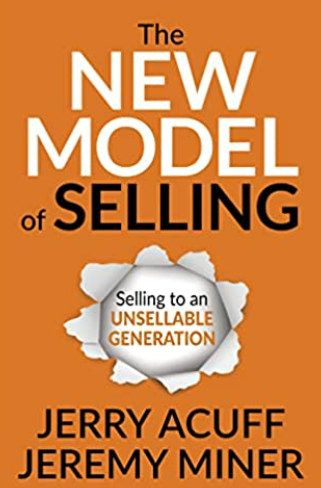 The
NEW
MODEL
of SELLING
Selling to an
UNSELLABLE
GENERATION
JERRY ACUFF
JEREMY MINER